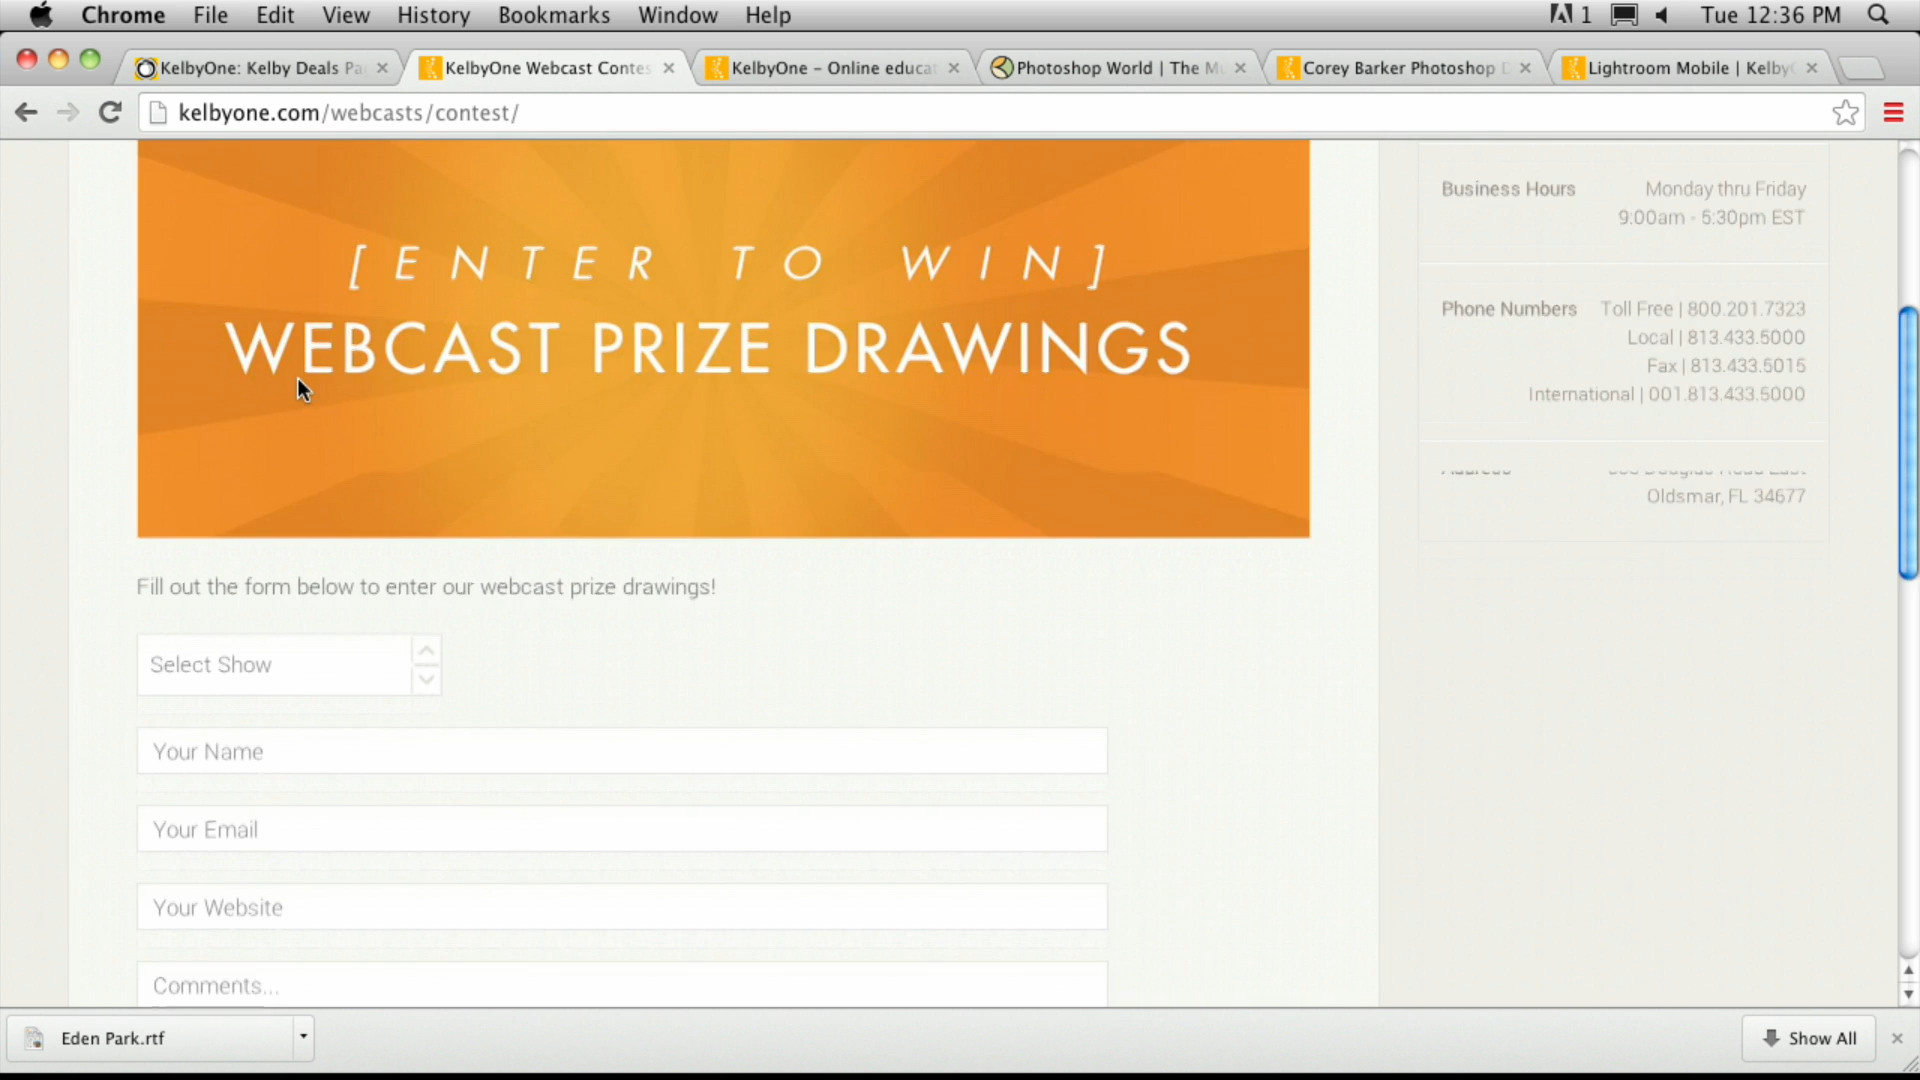 Chrome File Edit View History Bookmarks Window Help 1 Tue 12:36 PM
KelbyOne: Kelby Deals Pa
KelbyOne Webcast Contes
KelbyOne – Online educat
Photoshop World | The Mu
Corey Barker Photoshop D
Lightroom Mobile | KelbyO
kelbyone.com/webcasts/contest/
[ENTER TO WIN]
WEBCAST PRIZE DRAWINGS
Fill out the form below to enter our webcast prize drawings!
Select Show
Your Name
Your Email
Your Website
Comments...
Business Hours Monday thru Friday
9:00am - 5:30pm EST
Phone Numbers Toll Free | 800.201.7323
Local | 813.433.5000
Fax | 813.433.5015
International | 001.813.433.5000
Address
Oldsmar, FL 34677
Eden Park.rtf
Show All